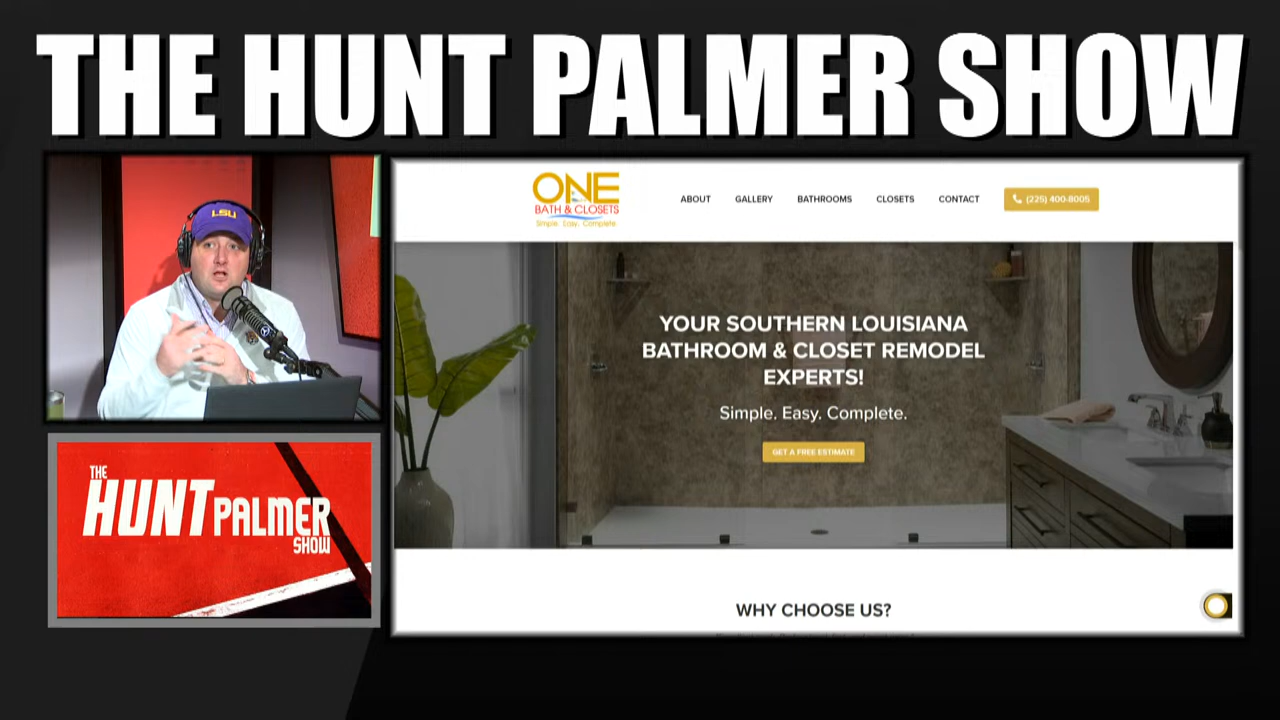 THE HUNT PALMER SHOW
LSU
THE
HUNT PALMER
SHOW
ONE
BATH & CLOSETS
Simple. Easy. Complete.
ABOUT GALLERY BATHROOMS CLOSETS CONTACT (225) 400-8005
YOUR SOUTHERN LOUISIANA
BATHROOM & CLOSET REMODEL
EXPERTS!
Simple. Easy. Complete.
GET A FREE ESTIMATE
WHY CHOOSE US?